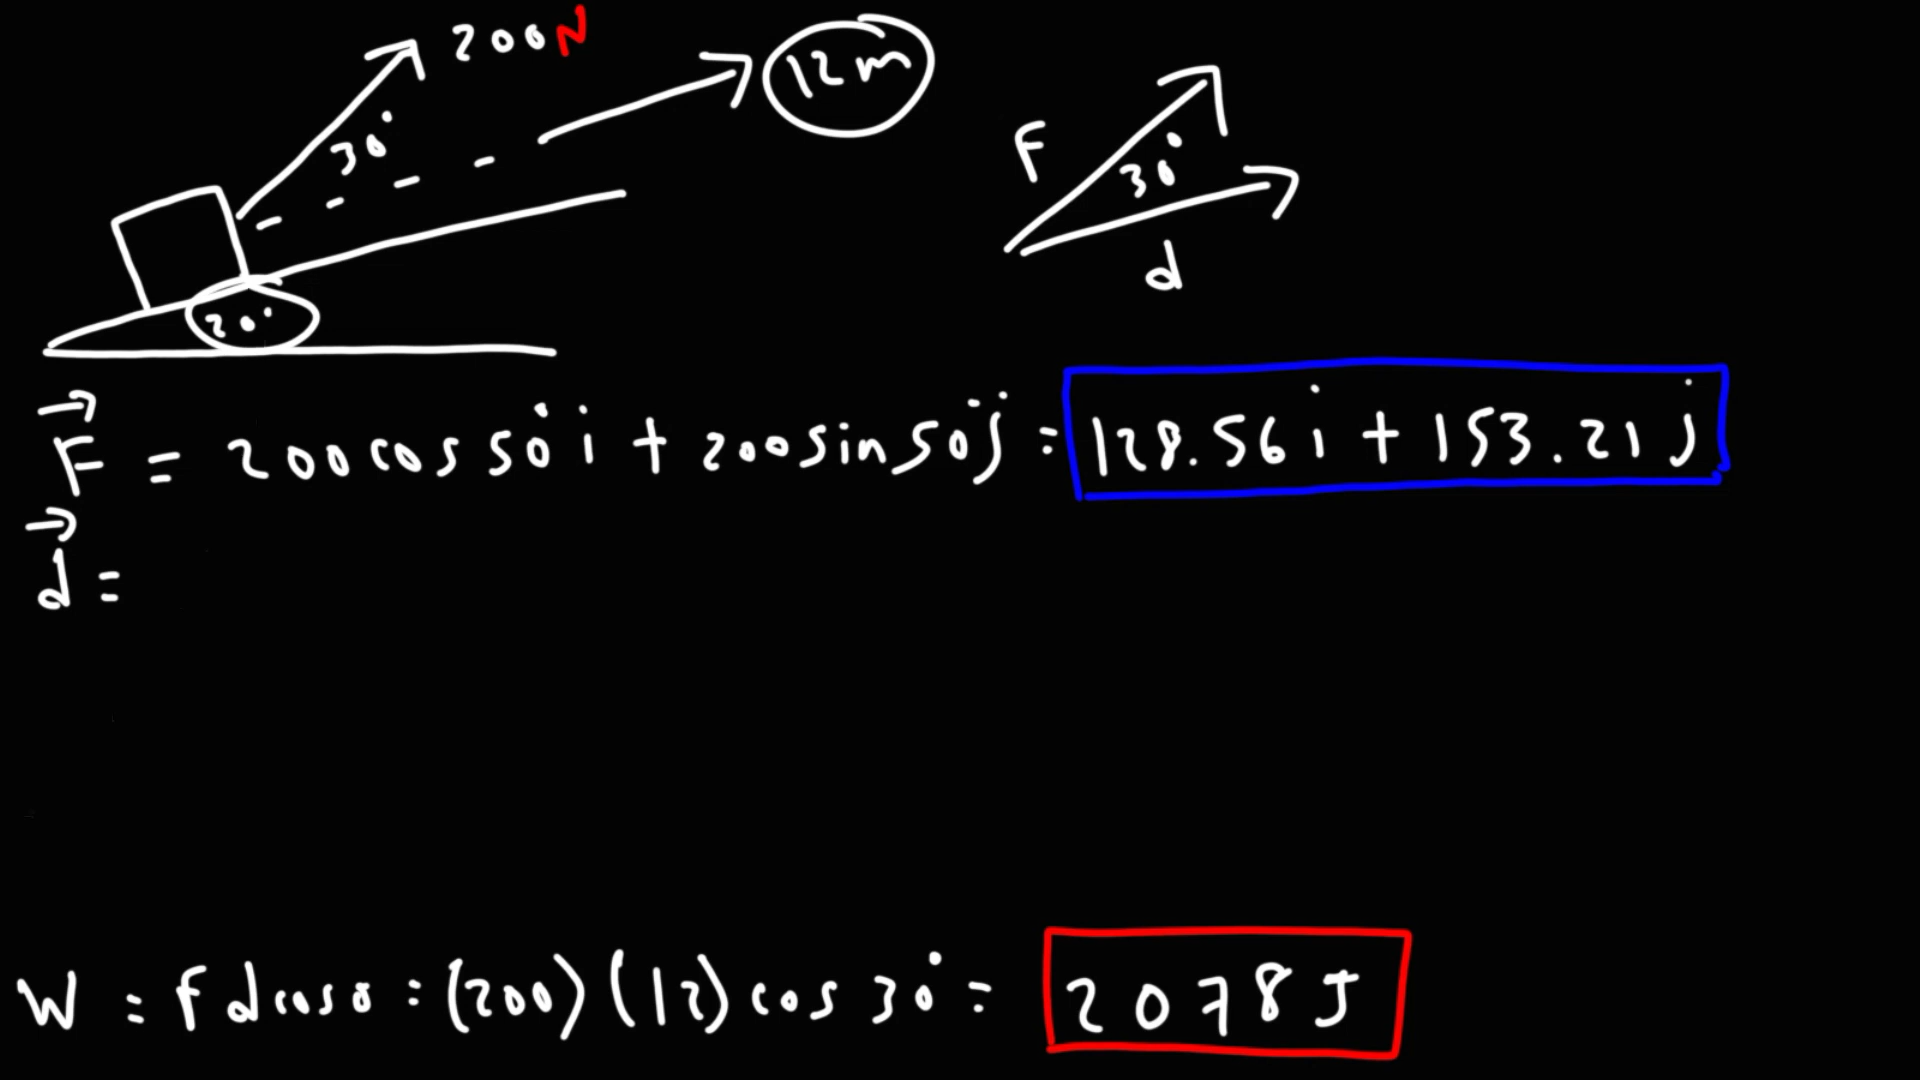 200N
12m
30°
F
30°
d
20°
F = 200cos50°i + 200sin50°j = 128.56i + 153.21j
d =
W = Fdcosθ = (200)(12)cos30° = 2078J